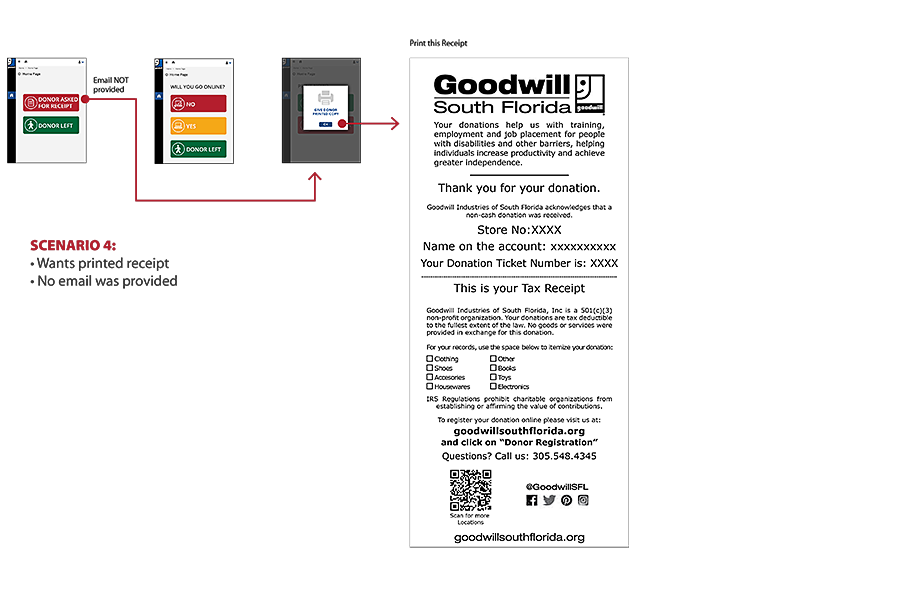 Print this Receipt
Email NOT
provided
Home Page
DONOR ASKED
FOR RECEIPT
DONOR LEFT
Home Page
WILL YOU GO ONLINE?
NO
YES
DONOR LEFT
Home Page
GIVE DONOR
PRINTED COPY
OK
SCENARIO 4:
• Wants printed receipt
• No email was provided
Goodwill
South Florida
goodwill
Your donations help us with training,
employment and job placement for people
with disabilities and other barriers, helping
individuals increase productivity and achieve
greater independence.
Thank you for your donation.
Goodwill Industries of South Florida acknowledges that a
non-cash donation was received.
Store No:XXXX
Name on the account: xxxxxxxxxx
Your Donation Ticket Number is: XXXX
This is your Tax Receipt
Goodwill Industries of South Florida, Inc is a 501(c)(3)
non-profit organization. Your donations are tax deductible
to the fullest extent of the law. No goods or services were
provided in exchange for this donation.
For your records, use the space below to itemize your donation:
Clothing Other
Shoes Books
Accesories Toys
Housewares Electronics
IRS Regulations prohibit charitable organizations from
establishing or affirming the value of contributions.
To register your donation online please visit us at:
goodwillsouthflorida.org
and click on “Donor Registration”
Questions? Call us: 305.548.4345
@GoodwillSFL
Scan for more
Locations
goodwillsouthflorida.org